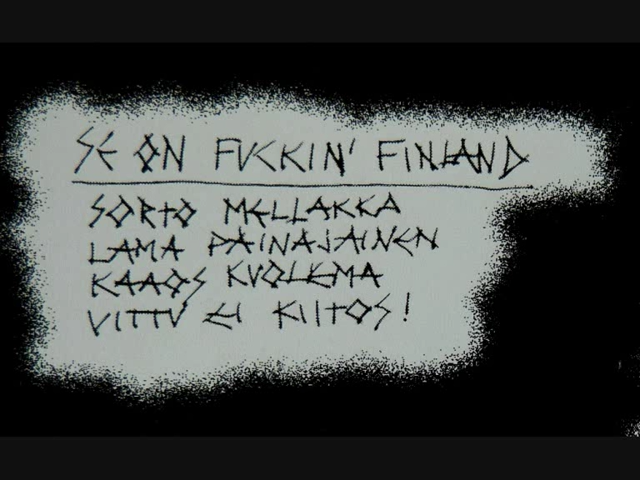 SE ON FUCKIN' FINLAND
SORTO MELLAKKA
LAMA PAINAJAINEN
KAAOS KUOLEMA
VITTU EI KIITOS!